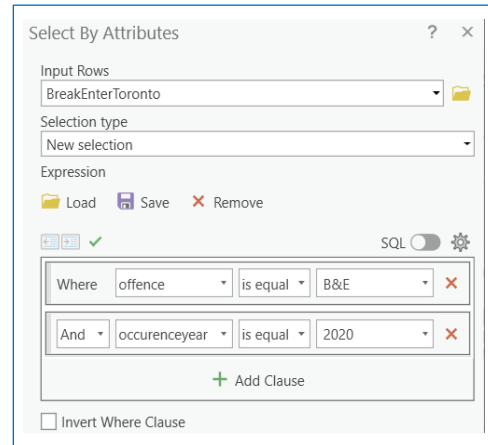 Select By Attributes ? ×
Input Rows
BreakEnterToronto
Selection type
New selection
Expression
Load Save × Remove
SQL
Where offence is equal B&E ×
And occurenceyear is equal 2020 ×
+ Add Clause
Invert Where Clause